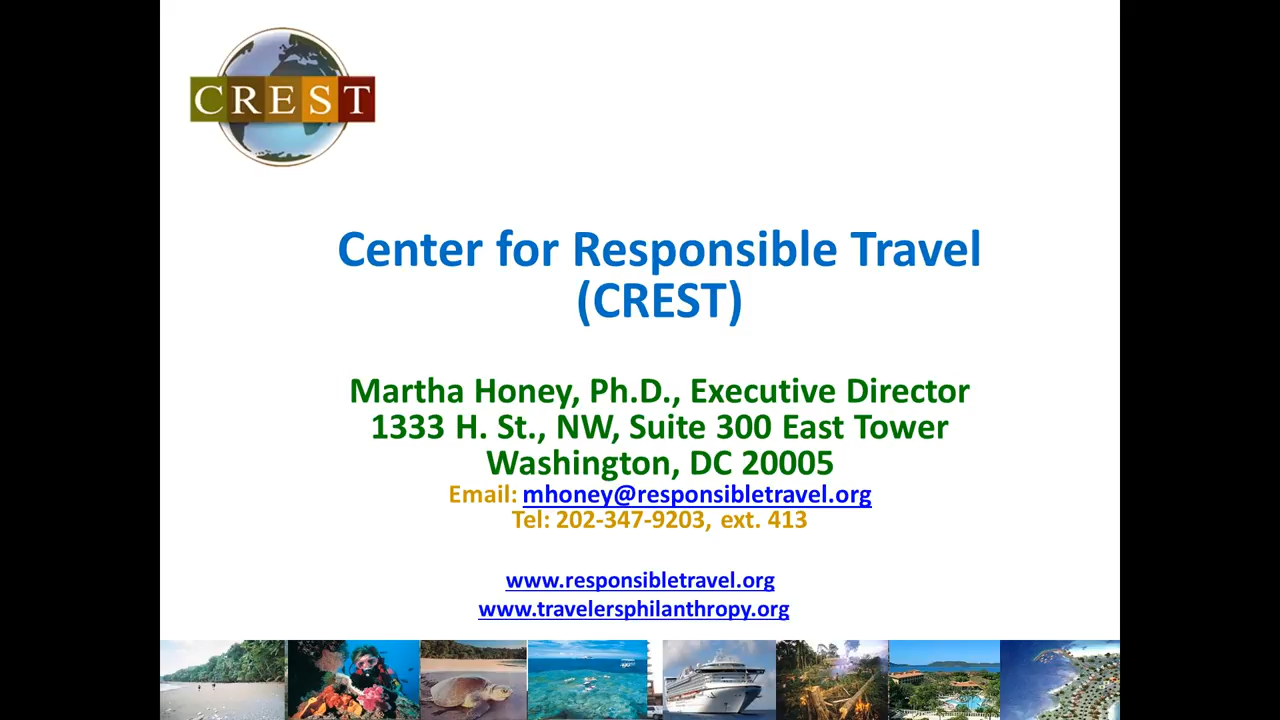 CREST
Center for Responsible Travel
(CREST)
Martha Honey, Ph.D., Executive Director
1333 H. St., NW, Suite 300 East Tower
Washington, DC 20005
Email: mhoney@responsibletravel.org
Tel: 202-347-9203, ext. 413
www.responsibletravel.org
www.travelersphilanthropy.org